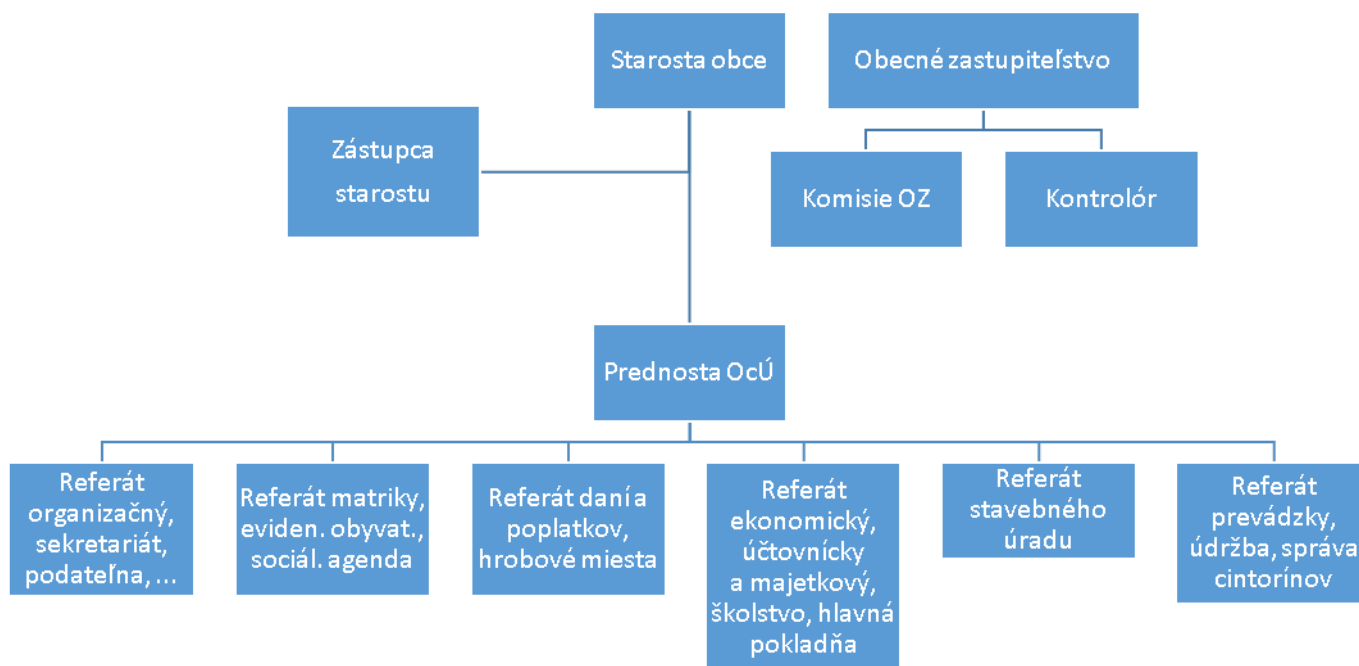 Starosta obce
Obecné zastupiteľstvo
Zástupca
starostu
Komisie OZ
Kontrolór
Prednosta OcÚ
Referát
organizačný,
sekretariát,
podateľna, ...
Referát matriky,
eviden. obyvat.,
sociál. agenda
Referát daní a
poplatkov,
hrobové miesta
Referát
ekonomický,
účtovnícky
a majetkový,
školstvo, hlavná
pokladňa
Referát
stavebného
úradu
Referát
prevádzky,
údržba, správa
cintorínov